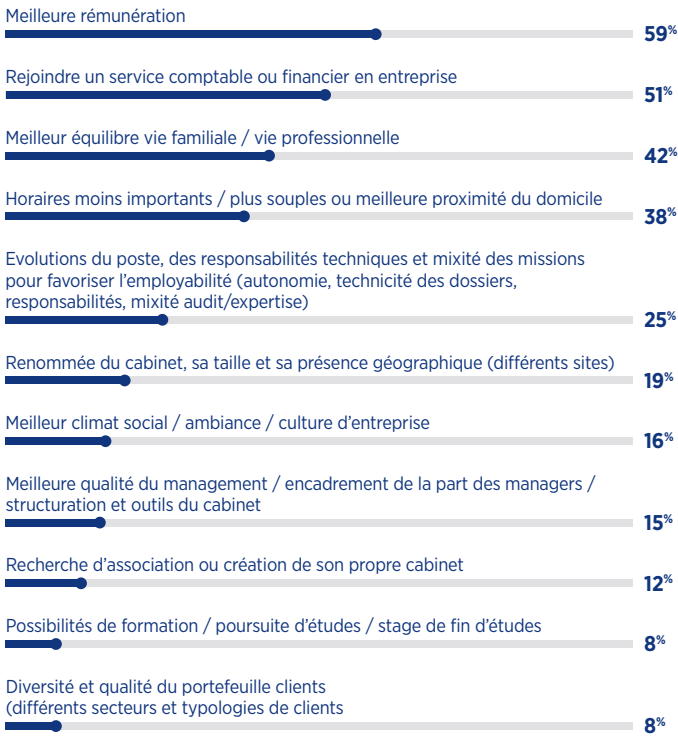 Meilleure rémunération
59%
Rejoindre un service comptable ou financier en entreprise
51%
Meilleur équilibre vie familiale / vie professionnelle
42%
Horaires moins importants / plus souples ou meilleure proximité du domicile
38%
Evolutions du poste, des responsabilités techniques et mixité des missions
pour favoriser l’employabilité (autonomie, technicité des dossiers,
responsabilités, mixité audit/expertise)
25%
Renommée du cabinet, sa taille et sa présence géographique (différents sites)
19%
Meilleur climat social / ambiance / culture d’entreprise
16%
Meilleure qualité du management / encadrement de la part des managers /
structuration et outils du cabinet
15%
Recherche d’association ou création de son propre cabinet
12%
Possibilités de formation / poursuite d’études / stage de fin d’études
8%
Diversité et qualité du portefeuille clients
(différents secteurs et typologies de clients
8%